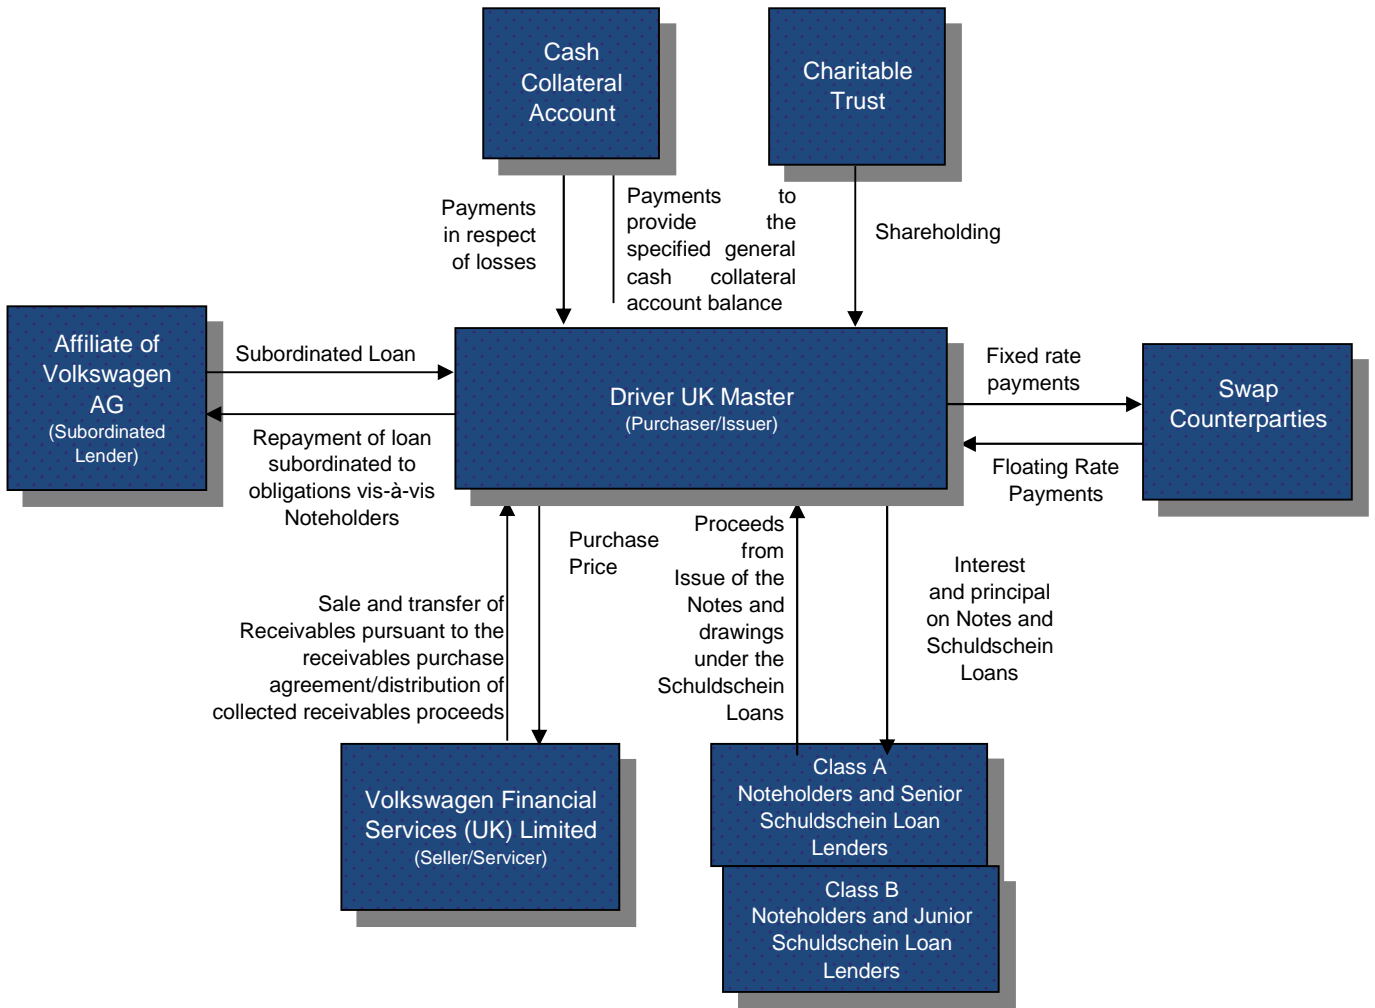 Cash
Collateral
Account
Charitable
Trust
Payments
in respect
of losses
Payments to
provide the
specified general
cash collateral
account balance
Shareholding
Affiliate of
Volkswagen
AG
(Subordinated
Lender)
Subordinated Loan
Repayment of loan
subordinated to
obligations vis-à-vis
Noteholders
Driver UK Master
(Purchaser/Issuer)
Fixed rate
payments
Floating Rate
Payments
Swap
Counterparties
Sale and transfer of
Receivables pursuant to the
receivables purchase
agreement/distribution of
collected receivables proceeds
Purchase
Price
Proceeds
from
Issue of the
Notes and
drawings
under the
Schuldschein
Loans
Interest
and principal
on Notes and
Schuldschein
Loans
Volkswagen Financial
Services (UK) Limited
(Seller/Servicer)
Class A
Noteholders and Senior
Schuldschein Loan
Lenders
Class B
Noteholders and Junior
Schuldschein Loan
Lenders